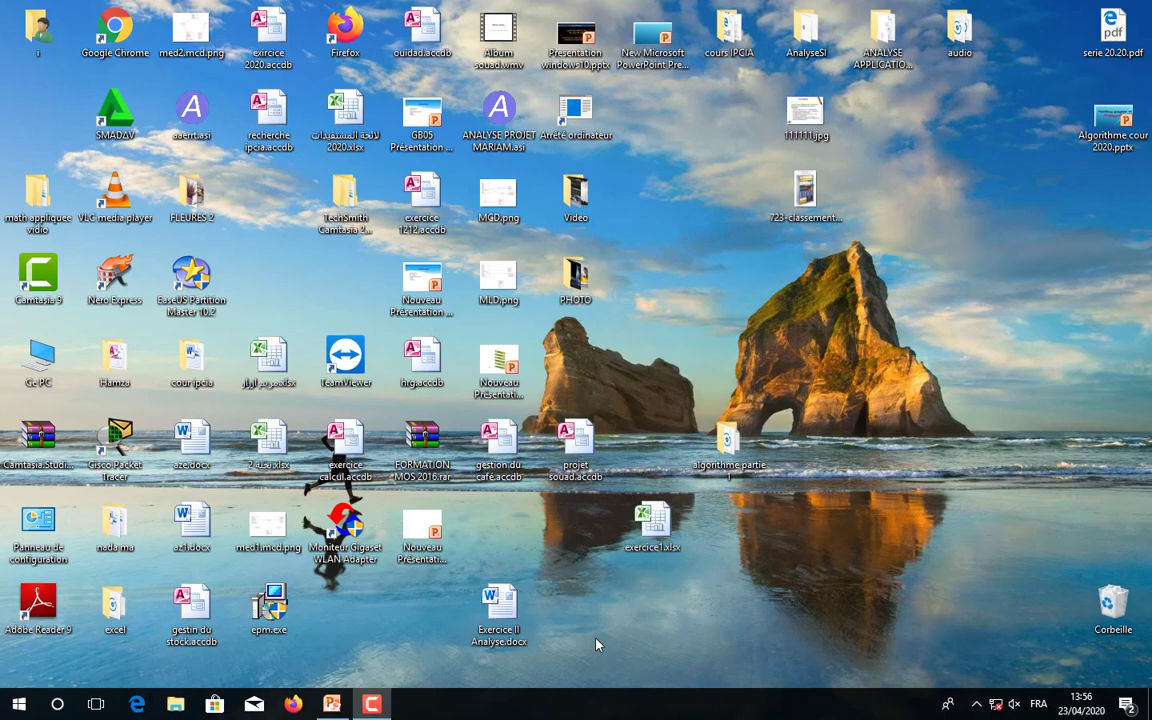 i
Google Chrome
med2.mcd.png
exircice
2020.accdb
Firefox
ouidad.accdb
Album
souad.wmv
Presentation
windows10.pptx
New Microsoft
PowerPoint Pre...
cours IPCIA
AnalyseSI
ANALYSE
APPLICATIO...
audio
serie 20.20.pdf
SMADAV
aaerrt.asi
recherche
ipcia.accdb
لائحة المستفيدات
2020.xlsx
GB05
Présentation ...
ANALYSE PROJET
MARIAM.asi
Arrêté ordinateur
111111.jpg
Algorithme cour
2020.pptx
math appliquee
vidio
VLC media player
FLEURES 2
TechSmith
Camtasia 2...
exercice
1212.accdb
MGD.png
Video
723-classement...
Camtasia 9
Nero Express
EaseUS Partition
Master 10.2
Nouveau
Présentation ...
MLD.png
PHOTO
Ce PC
Hamza
cour ipcia
TeamViewer
hrg.accdb
Nouveau
Présentati...
Camtasia.Studi...
Cisco Packet
Tracer
aze.docx
exercice
calcul.accdb
FORMATION
MOS 2016.rar
gestion du
café.accdb
projet
souad.accdb
algorithme partie
1
Panneau de
configuration
nada ma
az1.docx
med1.mcd.png
Moniteur Gigaset
WLAN Adapter
Nouveau
Présentati...
exercice1.xlsx
Adobe Reader 9
excel
gestin du
stock.accdb
epm.exe
Exercice II
Analyse.docx
Corbeille
FRA
13:56
23/04/2020
2